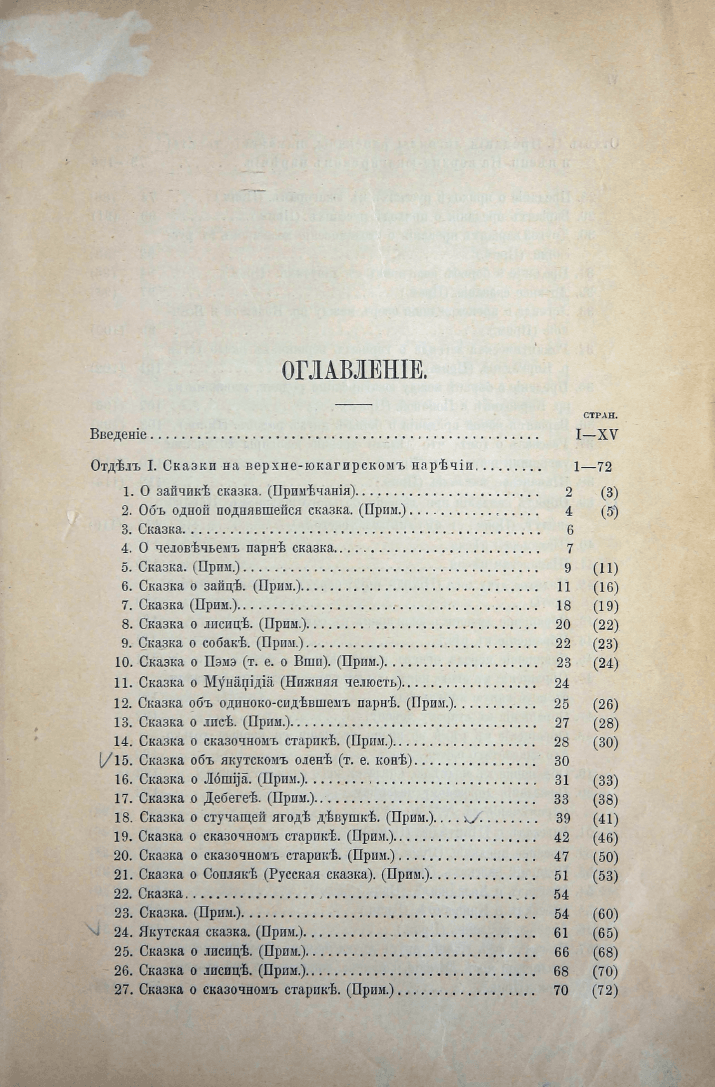 ОГЛАВЛЕНІЕ.
СТРАН.
Введеніе I—XV
Отдѣлъ I. Сказки на верхне-юкагирскомъ нарѣчіи 1—72
1. О зайчикѣ сказка. (Примѣчанія) 2 (3)
2. Объ одной поднявшейся сказка. (Прим.) 4 (5)
3. Сказка 6
4. О человѣчьемъ парнѣ сказка 7
5. Сказка. (Прим.) 9 (11)
6. Сказка о зайцѣ. (Прим.) 11 (16)
7. Сказка (Прим.) 18 (19)
8. Сказка о лисицѣ. (Прим.) 20 (22)
9. Сказка о собакѣ. (Прим.) 22 (23)
10. Сказка о Пэмэ (т. е. о Вши). (Прим.) 23 (24)
11. Сказка о (Нижняя челюсть) 24
12. Сказка объ одиноко-сидѣвшемъ парнѣ. (Прим.) 25 (26)
13. Сказка о лисѣ. (Прим.) 27 (28)
14. Сказка о сказочномъ старикѣ. (Прим.) 28 (30)
15. Сказка объ якутскомъ оленѣ (т. е. конѣ) 30
16. Сказка о (Прим.) 31 (33)
17. Сказка о Дебегеѣ. (Прим.) 33 (38)
18. Сказка о стучащей ягодѣ дѣвушкѣ. (Прим.) 39 (41)
19. Сказка о сказочномъ старикѣ. (Прим.) 42 (46)
20. Сказка о сказочномъ старикѣ. (Прим.) 47 (50)
21. Сказка о Соплякѣ (Русская сказка). (Прим.) 51 (53)
22. Сказка 54
23. Сказка. (Прим.) 54 (60)
24. Якутская сказка. (Прим.) 61 (65)
25. Сказка о лисицѣ. (Прим.) 66 (68)
26. Сказка о лисицѣ. (Прим.) 68 (70)
27. Сказка о сказочномъ старикѣ. (Прим.) 70 (72)